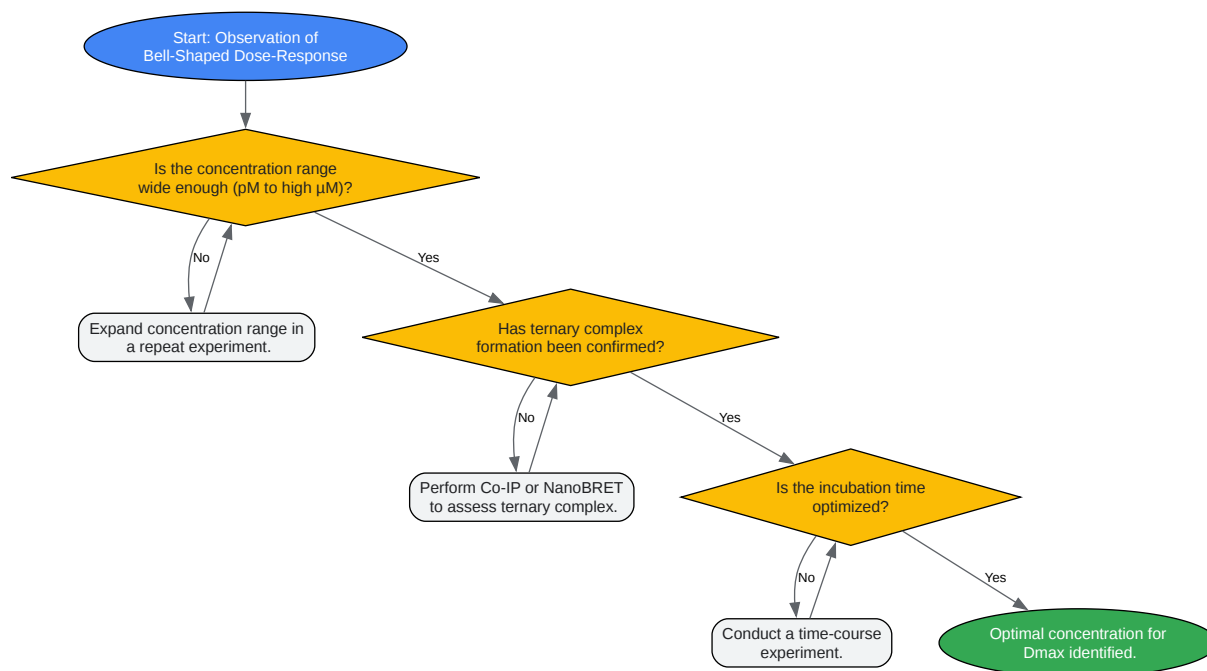 Start: Observation of
Bell-Shaped Dose-Response
Is the concentration range
wide enough (pM to high µM)?
No
Yes
Expand concentration range in
a repeat experiment.
Has ternary complex
formation been confirmed?
No
Yes
Perform Co-IP or NanoBRET
to assess ternary complex.
Is the incubation time
optimized?
No
Yes
Conduct a time-course
experiment.
Optimal concentration for
Dmax identified.